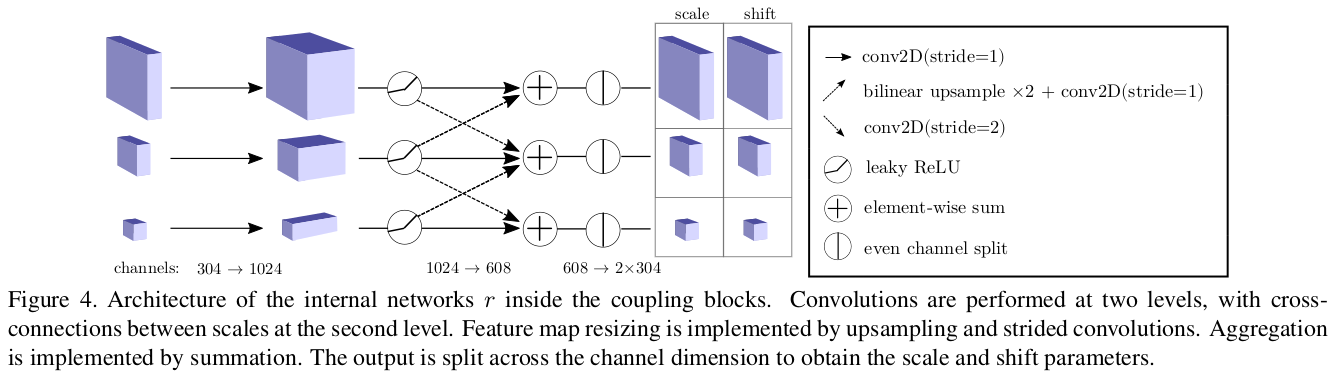 scale shift
conv2D(stride=1)
bilinear upsample ×2 + conv2D(stride=1)
conv2D(stride=2)
leaky ReLU
element-wise sum
even channel split
channels: 304 → 1024 1024 → 608 608 → 2×304
Figure 4. Architecture of the internal networks r inside the coupling blocks. Convolutions are performed at two levels, with cross-
connections between scales at the second level. Feature map resizing is implemented by upsampling and strided convolutions. Aggregation
is implemented by summation. The output is split across the channel dimension to obtain the scale and shift parameters.